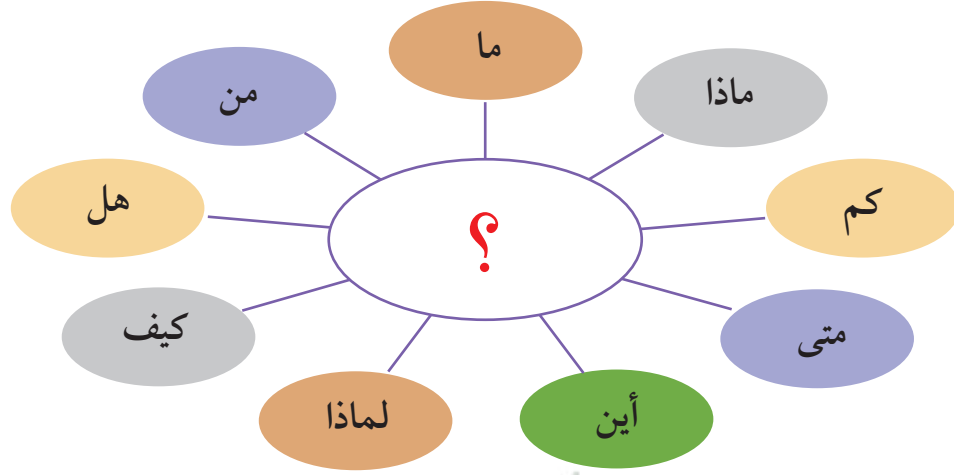 ما
ماذا
من
كم
هل
؟
كيف
متى
لماذا
أين